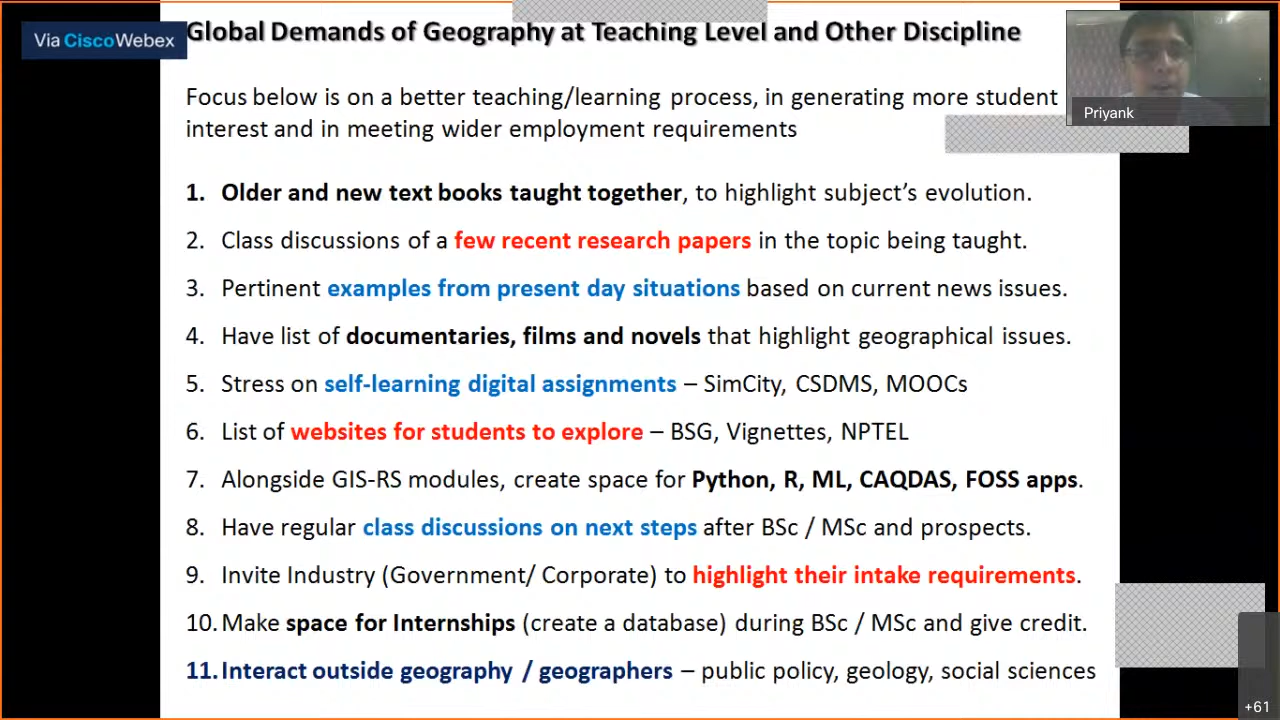 Via CiscoWebex
Global Demands of Geography at Teaching Level and Other Discipline
Priyank
Focus below is on a better teaching/learning process, in generating more student
interest and in meeting wider employment requirements
1. Older and new text books taught together, to highlight subject's evolution.
2. Class discussions of a few recent research papers in the topic being taught.
3. Pertinent examples from present day situations based on current news issues.
4. Have list of documentaries, films and novels that highlight geographical issues.
5. Stress on self-learning digital assignments – SimCity, CSDMS, MOOCs
6. List of websites for students to explore – BSG, Vignettes, NPTEL
7. Alongside GIS-RS modules, create space for Python, R, ML, CAQDAS, FOSS apps.
8. Have regular class discussions on next steps after BSc / MSc and prospects.
9. Invite Industry (Government/ Corporate) to highlight their intake requirements.
10. Make space for Internships (create a database) during BSc / MSc and give credit.
11. Interact outside geography / geographers – public policy, geology, social sciences
+61